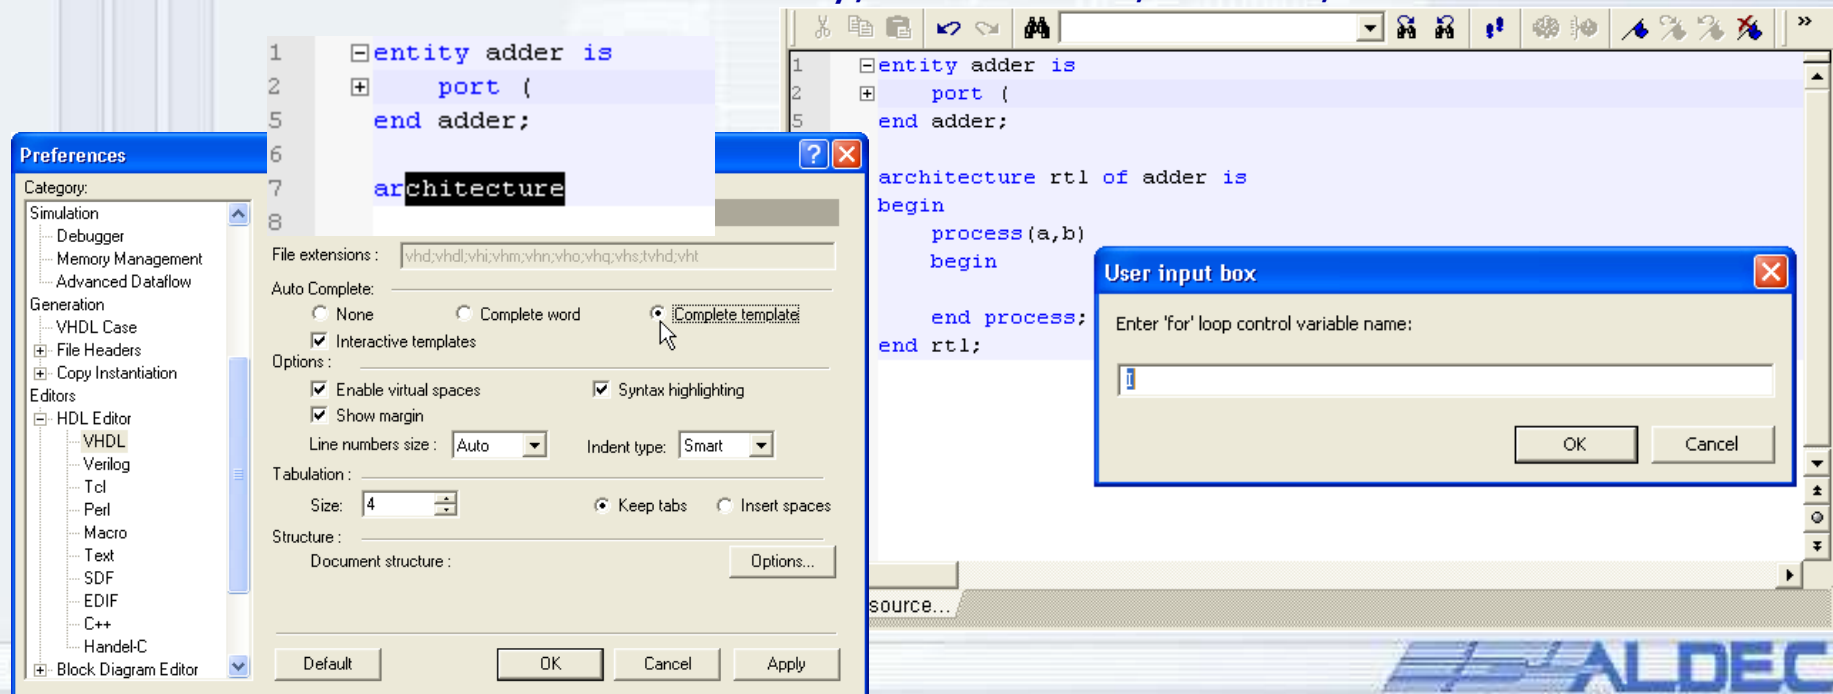 1 entity adder is
2 port (
5 end adder;
6
7 architecture
8
Preferences
Category:
Simulation
Debugger
Memory Management
Advanced Dataflow
Generation
VHDL Case
File Headers
Copy Instantiation
Editors
HDL Editor
VHDL
Verilog
Tcl
Perl
Macro
Text
SDF
EDIF
C++
Handel-C
Block Diagram Editor
File extensions : vhd;vhdl;vhi;vhm;vhn;vho;vhq;vhs;tvhd;vht
Auto Complete:
None Complete word Complete template
Interactive templates
Options :
Enable virtual spaces Syntax highlighting
Show margin
Line numbers size : Auto Indent type: Smart
Tabulation :
Size: 4 Keep tabs Insert spaces
Structure :
Document structure : Options...
Default OK Cancel Apply
1 entity adder is
2 port (
5 end adder;
architecture rtl of adder is
begin
process(a,b)
begin
end process;
end rtl;
source...
User input box
Enter 'for' loop control variable name:
I
OK Cancel
ALDEC